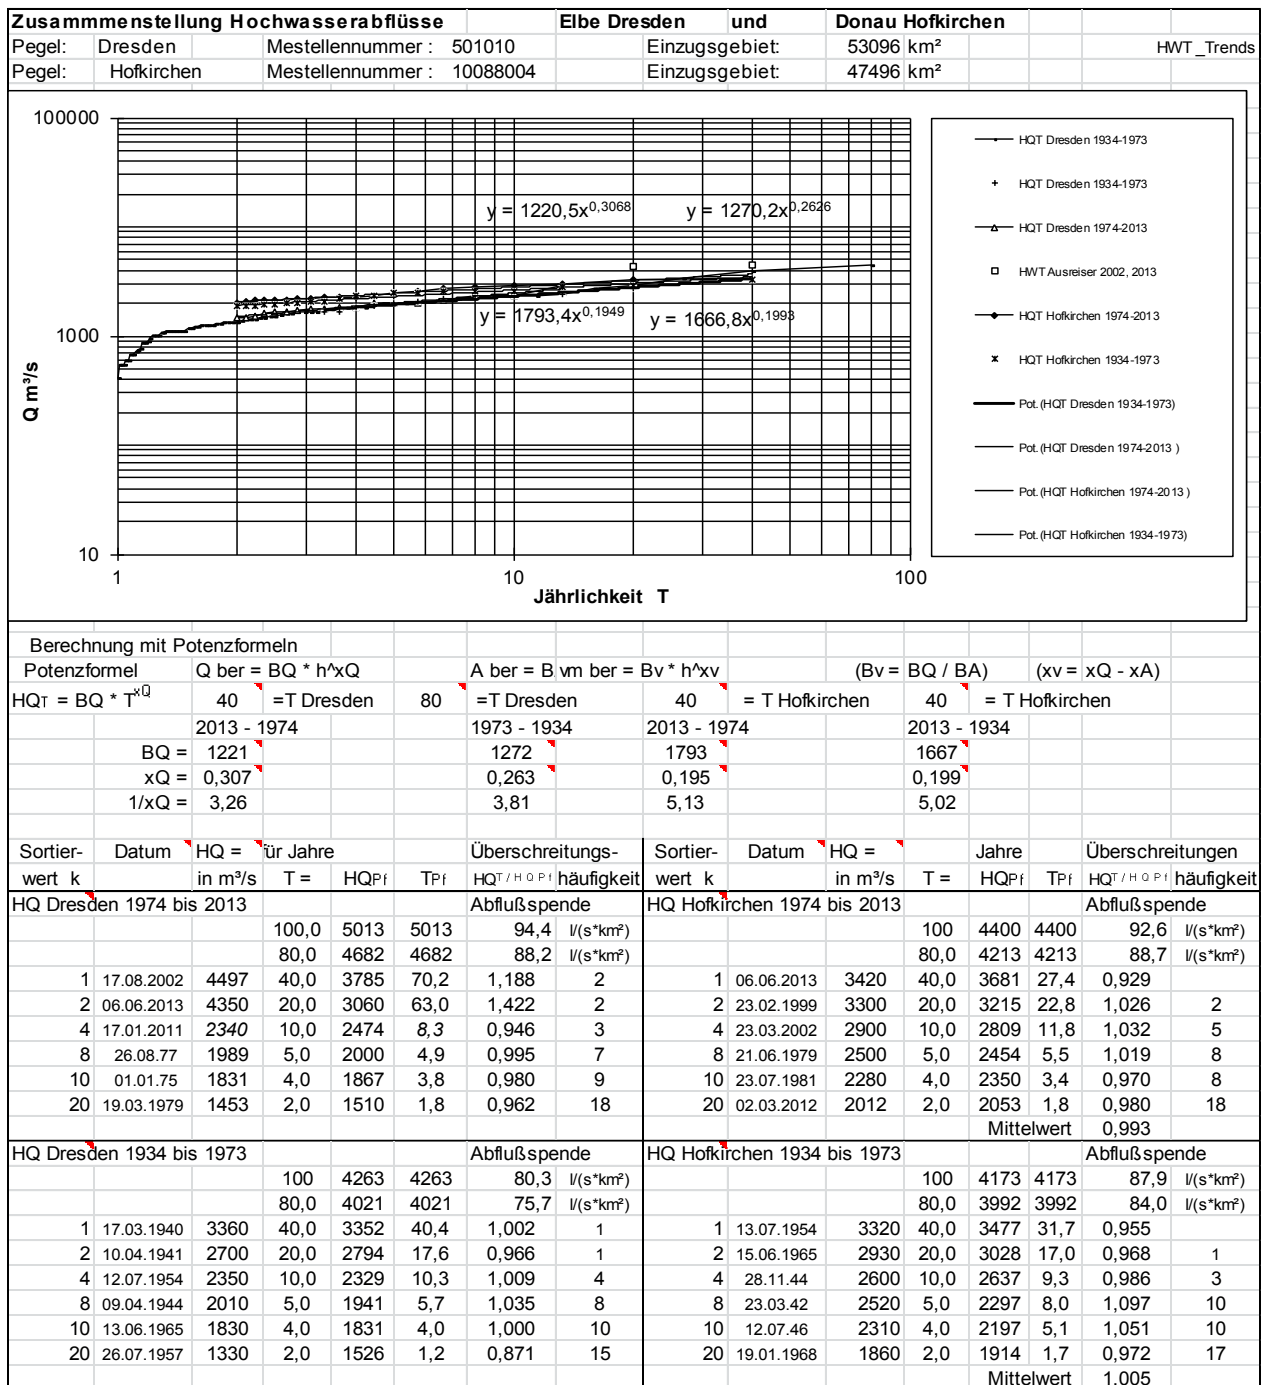 Zusammmenstellung Hochwasserabflüsse Elbe Dresden und Donau Hofkirchen
Pegel: Dresden Mestellennummer : 501010 Einzugsgebiet: 53096 km² HWT_Trends
Pegel: Hofkirchen Mestellennummer : 10088004 Einzugsgebiet: 47496 km²
100000
1000
10
Q m³/s
1 10 100
Jährlichkeit T
y = 1220,5x^0,3068 y = 1270,2x^0,2626
y = 1793,4x^0,1949 y = 1666,8x^0,1993
HQT Dresden 1934-1973
HQT Dresden 1934-1973
HQT Dresden 1974-2013
HWT Ausreiser 2002, 2013
HQT Hofkirchen 1974-2013
HQT Hofkirchen 1934-1973
Pot.(HQT Dresden 1934-1973)
Pot.(HQT Dresden 1974-2013 )
Pot.(HQT Hofkirchen 1974-2013 )
Pot.(HQT Hofkirchen 1934-1973)
Berechnung mit Potenzformeln
Potenzformel Q ber = BQ * h^xQ A ber = B vm ber = Bv * h^xv (Bv = BQ / BA) (xv = xQ - xA)
HQT = BQ * T^xQ 40 =T Dresden 80 =T Dresden 40 = T Hofkirchen 40 = T Hofkirchen
2013 - 1974 1973 - 1934 2013 - 1974 2013 - 1934
BQ = 1221 1272 1793 1667
xQ = 0,307 0,263 0,195 0,199
1/xQ = 3,26 3,81 5,13 5,02
Sortier- Datum HQ = für Jahre Überschreitungs- Sortier- Datum HQ = Jahre Überschreitungen
wert k in m³/s T = HQPf TPf HQT/HQPf häufigkeit wert k in m³/s T = HQPf TPf HQT/HQPf häufigkeit
HQ Dresden 1974 bis 2013 Abflußspende HQ Hofkirchen 1974 bis 2013 Abflußspende
100,0 5013 5013 94,4 l/(s*km²) 100 4400 4400 92,6 l/(s*km²)
80,0 4682 4682 88,2 l/(s*km²) 80,0 4213 4213 88,7 l/(s*km²)
1 17.08.2002 4497 40,0 3785 70,2 1,188 2 1 06.06.2013 3420 40,0 3681 27,4 0,929
2 06.06.2013 4350 20,0 3060 63,0 1,422 2 2 23.02.1999 3300 20,0 3215 22,8 1,026 2
4 17.01.2011 2340 10,0 2474 8,3 0,946 3 4 23.03.2002 2900 10,0 2809 11,8 1,032 5
8 26.08.77 1989 5,0 2000 4,9 0,995 7 8 21.06.1979 2500 5,0 2454 5,5 1,019 8
10 01.01.75 1831 4,0 1867 3,8 0,980 9 10 23.07.1981 2280 4,0 2350 3,4 0,970 8
20 19.03.1979 1453 2,0 1510 1,8 0,962 18 20 02.03.2012 2012 2,0 2053 1,8 0,980 18
Mittelwert 0,993
HQ Dresden 1934 bis 1973 Abflußspende HQ Hofkirchen 1934 bis 1973 Abflußspende
100 4263 4263 80,3 l/(s*km²) 100 4173 4173 87,9 l/(s*km²)
80,0 4021 4021 75,7 l/(s*km²) 80,0 3992 3992 84,0 l/(s*km²)
1 17.03.1940 3360 40,0 3352 40,4 1,002 1 1 13.07.1954 3320 40,0 3477 31,7 0,955
2 10.04.1941 2700 20,0 2794 17,6 0,966 1 2 15.06.1965 2930 20,0 3028 17,0 0,968 1
4 12.07.1954 2350 10,0 2329 10,3 1,009 4 4 28.11.44 2600 10,0 2637 9,3 0,986 3
8 09.04.1944 2010 5,0 1941 5,7 1,035 8 8 23.03.42 2520 5,0 2297 8,0 1,097 10
10 13.06.1965 1830 4,0 1831 4,0 1,000 10 10 12.07.46 2310 4,0 2197 5,1 1,051 10
20 26.07.1957 1330 2,0 1526 1,2 0,871 15 20 19.01.1968 1860 2,0 1914 1,7 0,972 17
Mittelwert 1,005